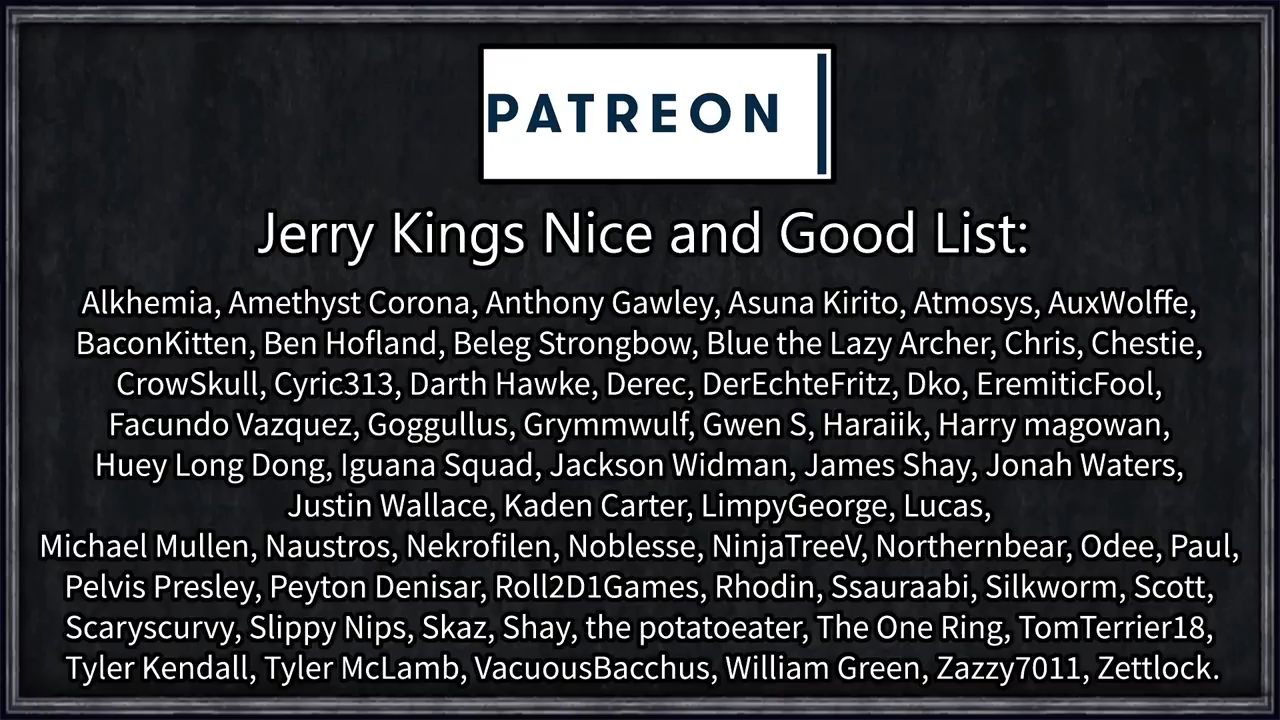 PATREON
Jerry Kings Nice and Good List:
Alkhemia, Amethyst Corona, Anthony Gawley, Asuna Kirito, Atmosys, AuxWolffe,
BaconKitten, Ben Hofland, Beleg Strongbow, Blue the Lazy Archer, Chris, Chestie,
CrowSkull, Cyric313, Darth Hawke, Derec, DerEchteFritz, Dko, EremiticFool,
Facundo Vazquez, Goggullus, Grymmwulf, Gwen S, Haraiik, Harry magowan,
Huey Long Dong, Iguana Squad, Jackson Widman, James Shay, Jonah Waters,
Justin Wallace, Kaden Carter, LimpyGeorge, Lucas,
Michael Mullen, Naustros, Nekrofilen, Noblesse, NinjaTreeV, Northernbear, Odee, Paul,
Pelvis Presley, Peyton Denisar, Roll2D1Games, Rhodin, Ssauraabi, Silkworm, Scott,
Scaryscurvy, Slippy Nips, Skaz, Shay, the potatoeater, The One Ring, TomTerrier18,
Tyler Kendall, Tyler McLamb, VacuousBacchus, William Green, Zazzy7011, Zettlock.